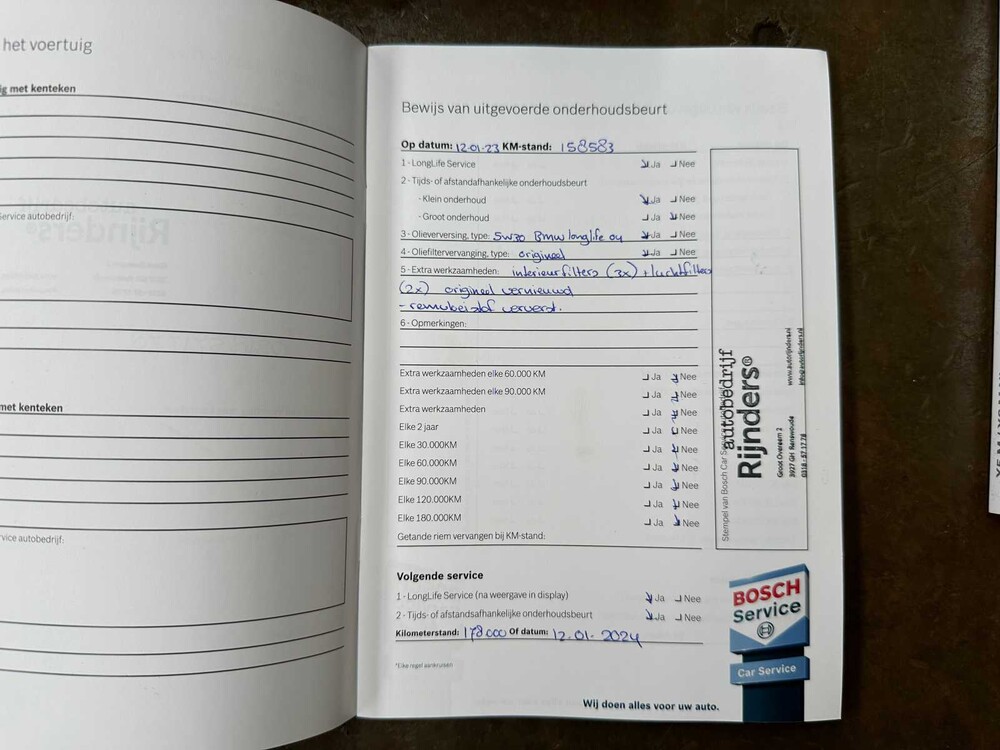 het voertuig
ig met kenteken
Service autobedrijf:
met kenteken
vice autobedrijf:
Bewijs van uitgevoerde onderhoudsbeurt
Op datum: 12-01-23 KM-stand: 158583
1 - LongLife Service Ja Nee
2 - Tijds- of afstandafhankelijke onderhoudsbeurt
- Klein onderhoud Ja Nee
- Groot onderhoud Ja Nee
3 - Olieverversing, type: 5w30 Bmw longlife 04 Ja Nee
4 - Oliefiltervervanging, type: origineel Ja Nee
5 - Extra werkzaamheden: interieurfilters (3x) + luchtfilters
(2x) origineel vernieuwd
- remvloeistof ververst.
6 - Opmerkingen:
Extra werkzaamheden elke 60.000 KM Ja Nee
Extra werkzaamheden elke 90.000 KM Ja Nee
Extra werkzaamheden Ja Nee
Elke 2 jaar Ja Nee
Elke 30.000KM Ja Nee
Elke 60.000KM Ja Nee
Elke 90.000KM Ja Nee
Elke 120.000KM Ja Nee
Elke 180.000KM Ja Nee
Getande riem vervangen bij KM-stand:
Stempel van Bosch Car Service
autobedrijf
Rijnders®
Groot Overeem 2
3927 GH Renswoude
0318 - 57.17.78
www.autorijnders.nl
info@autorijnders.nl
Volgende service
1 - LongLife Service (na weergave in display) Ja Nee
2 - Tijds- of afstandsafhankelijke onderhoudsbeurt Ja Nee
Kilometerstand: 178000 Of datum: 12-01-2024
*Elke regel aankruisen
BOSCH
Service
Car Service
Wij doen alles voor uw auto.